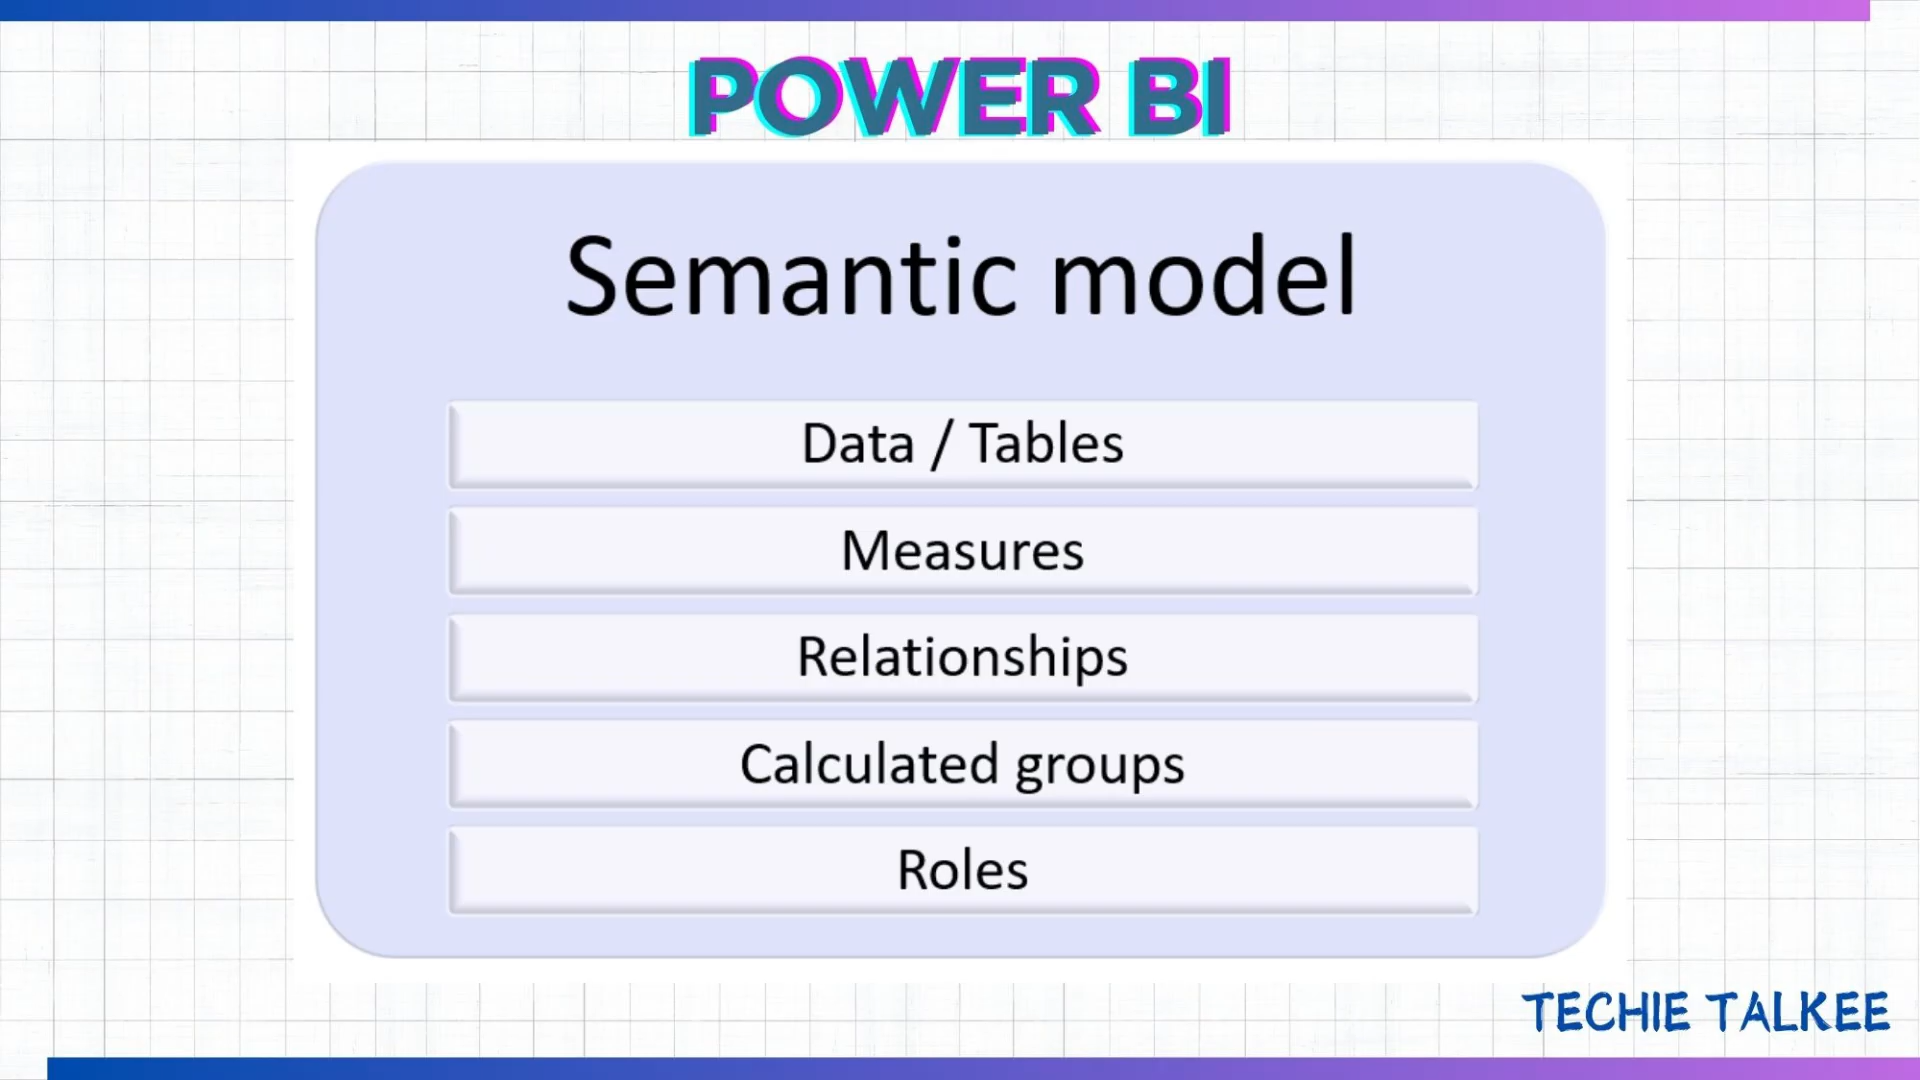 POWER BI
Semantic model
Data / Tables
Measures
Relationships
Calculated groups
Roles
TECHIE TALKEE